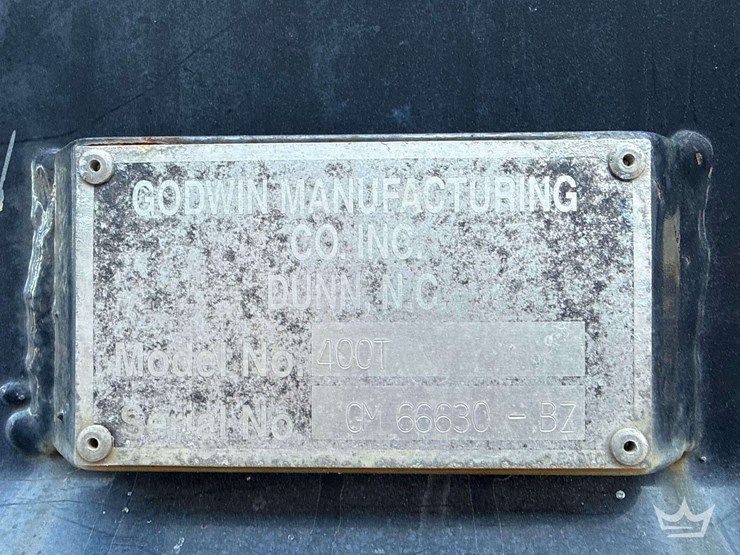 GODWIN MANUFACTURING
CO. INC.
DUNN, N.C.
Model No. 400T
Serial No. GM 66630 - BZ